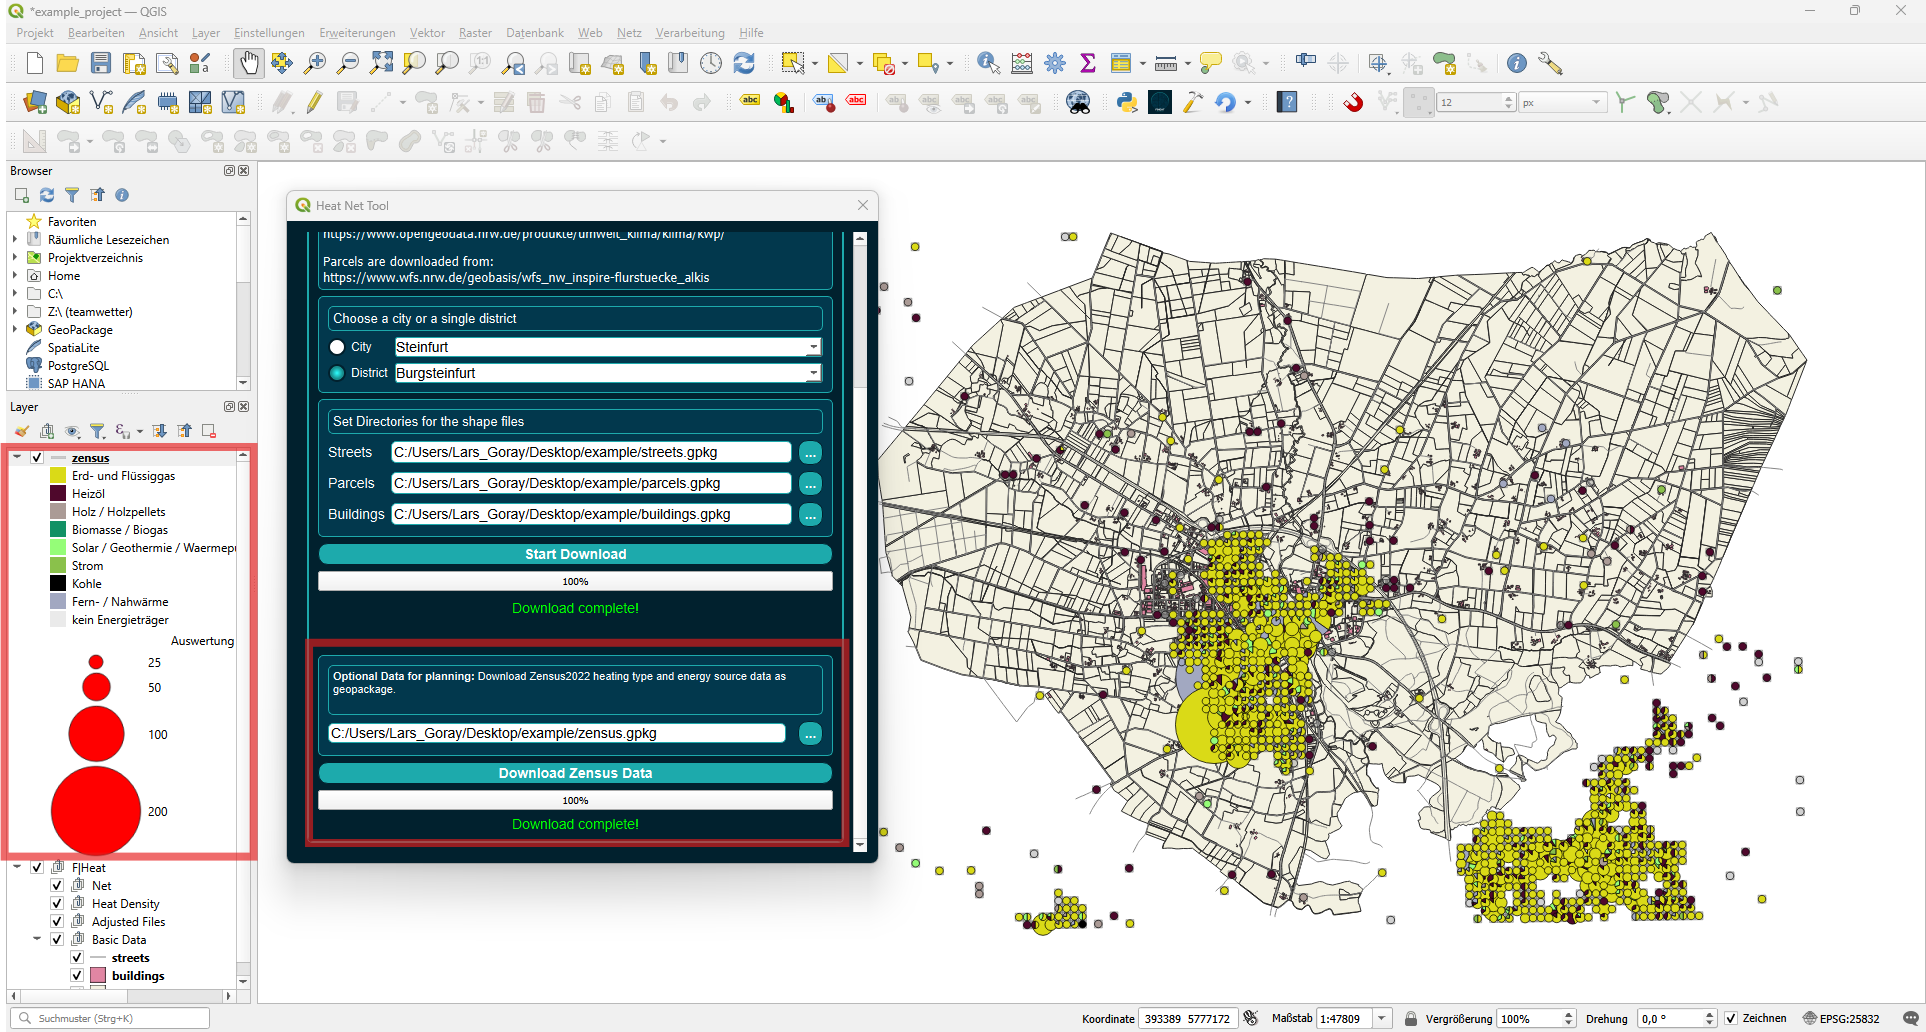 *example_project — QGIS
Projekt Bearbeiten Ansicht Layer Einstellungen Erweiterungen Vektor Raster Datenbank Web Netz Verarbeitung Hilfe
1:1
abc ab abc abc
12 px
Browser
Favoriten
Räumliche Lesezeichen
Projektverzeichnis
Home
C:\
Z:\ (teamwetter)
GeoPackage
SpatiaLite
PostgreSQL
SAP HANA
Layer
zensus
Erd- und Flüssiggas
Heizöl
Holz / Holzpellets
Biomasse / Biogas
Solar / Geothermie / Waermepu
Strom
Kohle
Fern- / Nahwärme
kein Energieträger
Auswertung
25
50
100
200
F|Heat
Net
Heat Density
Adjusted Files
Basic Data
streets
buildings
Heat Net Tool
https://www.opengeodata.nrw.de/produkte/umwelt_klima/klima/kwp/
Parcels are downloaded from:
https://www.wfs.nrw.de/geobasis/wfs_nw_inspire-flurstuecke_alkis
Choose a city or a single district
City Steinfurt
District Burgsteinfurt
Set Directories for the shape files
Streets C:/Users/Lars_Goray/Desktop/example/streets.gpkg ...
Parcels C:/Users/Lars_Goray/Desktop/example/parcels.gpkg ...
Buildings C:/Users/Lars_Goray/Desktop/example/buildings.gpkg ...
Start Download
100%
Download complete!
Optional Data for planning: Download Zensus2022 heating type and energy source data as
geopackage.
C:/Users/Lars_Goray/Desktop/example/zensus.gpkg ...
Download Zensus Data
100%
Download complete!
Suchmuster (Strg+K)
Koordinate 393389 5777172 Maßstab 1:47809 Vergrößerung 100% Drehung 0,0 ° Zeichnen EPSG:25832